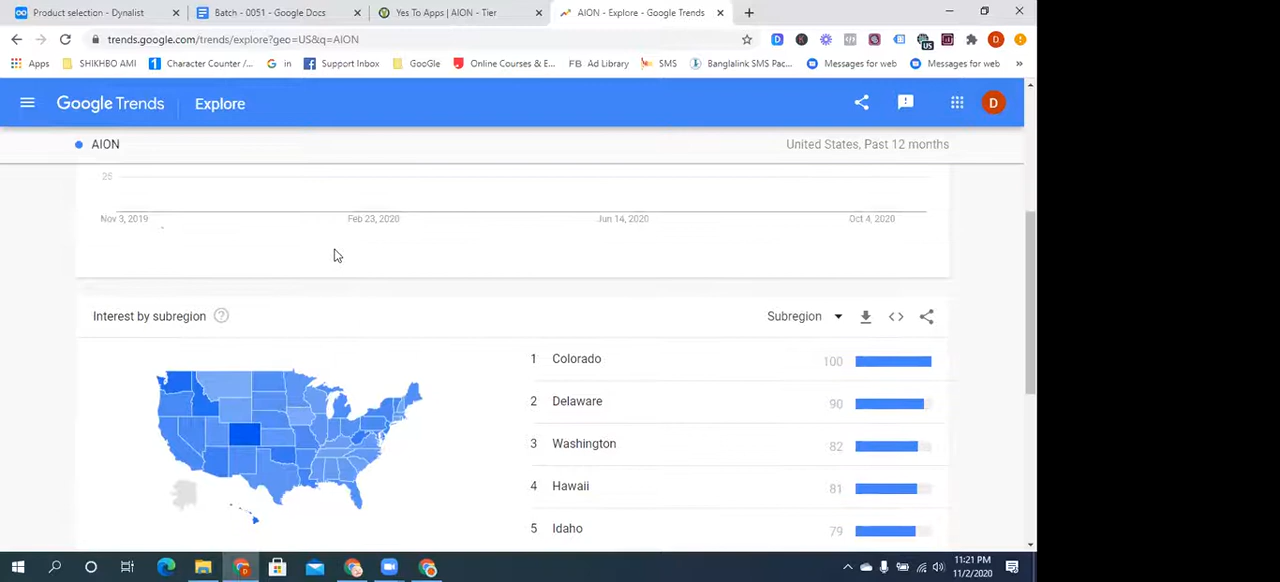 Product selection - Dynalist
Batch - 0051 - Google Docs
Yes To Apps | AION - Tier
AION - Explore - Google Trends
trends.google.com/trends/explore?geo=US&q=AION
Apps
SHIKHBO AMI
Character Counter /...
in
Support Inbox
GooGle
Online Courses & E...
FB Ad Library
SMS
Banglalink SMS Pac...
Messages for web
Messages for web
Google Trends
Explore
D
AION
United States, Past 12 months
25
Nov 3, 2019
Feb 23, 2020
Jun 14, 2020
Oct 4, 2020
Interest by subregion
Subregion
1 Colorado 100
2 Delaware 90
3 Washington 82
4 Hawaii 81
5 Idaho 79
11:21 PM
11/2/2020